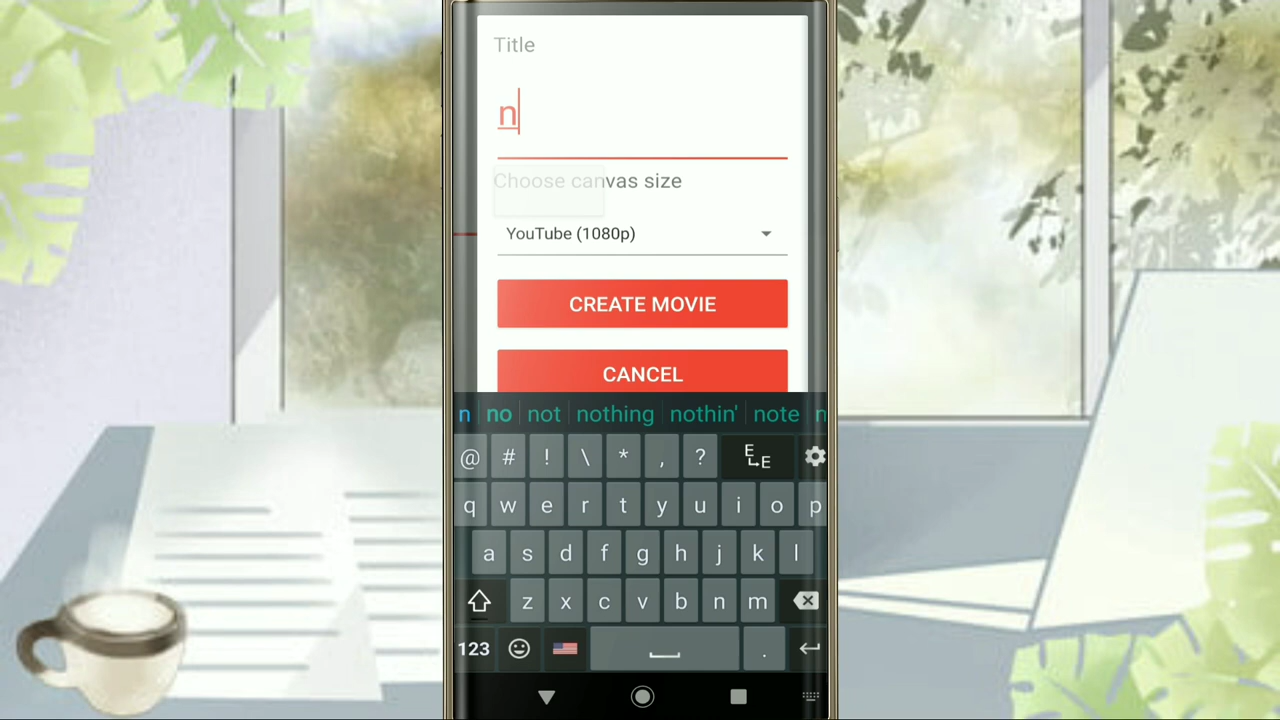 Title
n
Choose canvas size
YouTube (1080p)
CREATE MOVIE
CANCEL
n no not nothing nothin' note n
@ # ! \ * , ? E E
q w e r t y u i o p
a s d f g h j k l
z x c v b n m
123 .